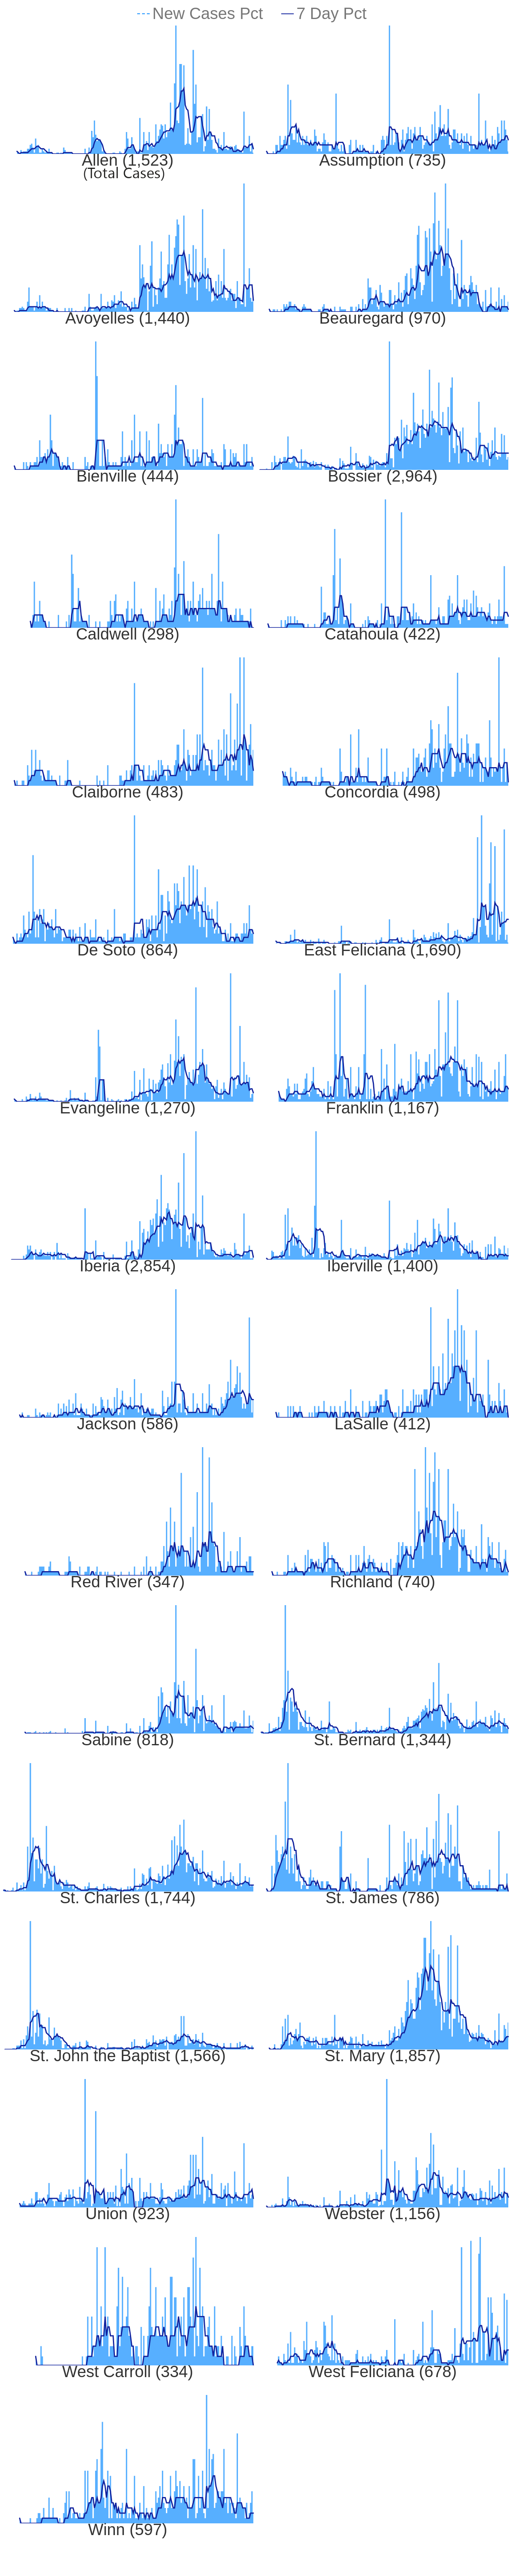 New Cases Pct 7 Day Pct
Allen (1,523) Assumption (735)
(Total Cases)
Avoyelles (1,440) Beauregard (970)
Bienville (444) Bossier (2,964)
Caldwell (298) Catahoula (422)
Claiborne (483) Concordia (498)
De Soto (864) East Feliciana (1,690)
Evangeline (1,270) Franklin (1,167)
Iberia (2,854) Iberville (1,400)
Jackson (586) LaSalle (412)
Red River (347) Richland (740)
Sabine (818) St. Bernard (1,344)
St. Charles (1,744) St. James (786)
St. John the Baptist (1,566) St. Mary (1,857)
Union (923) Webster (1,156)
West Carroll (334) West Feliciana (678)
Winn (597)